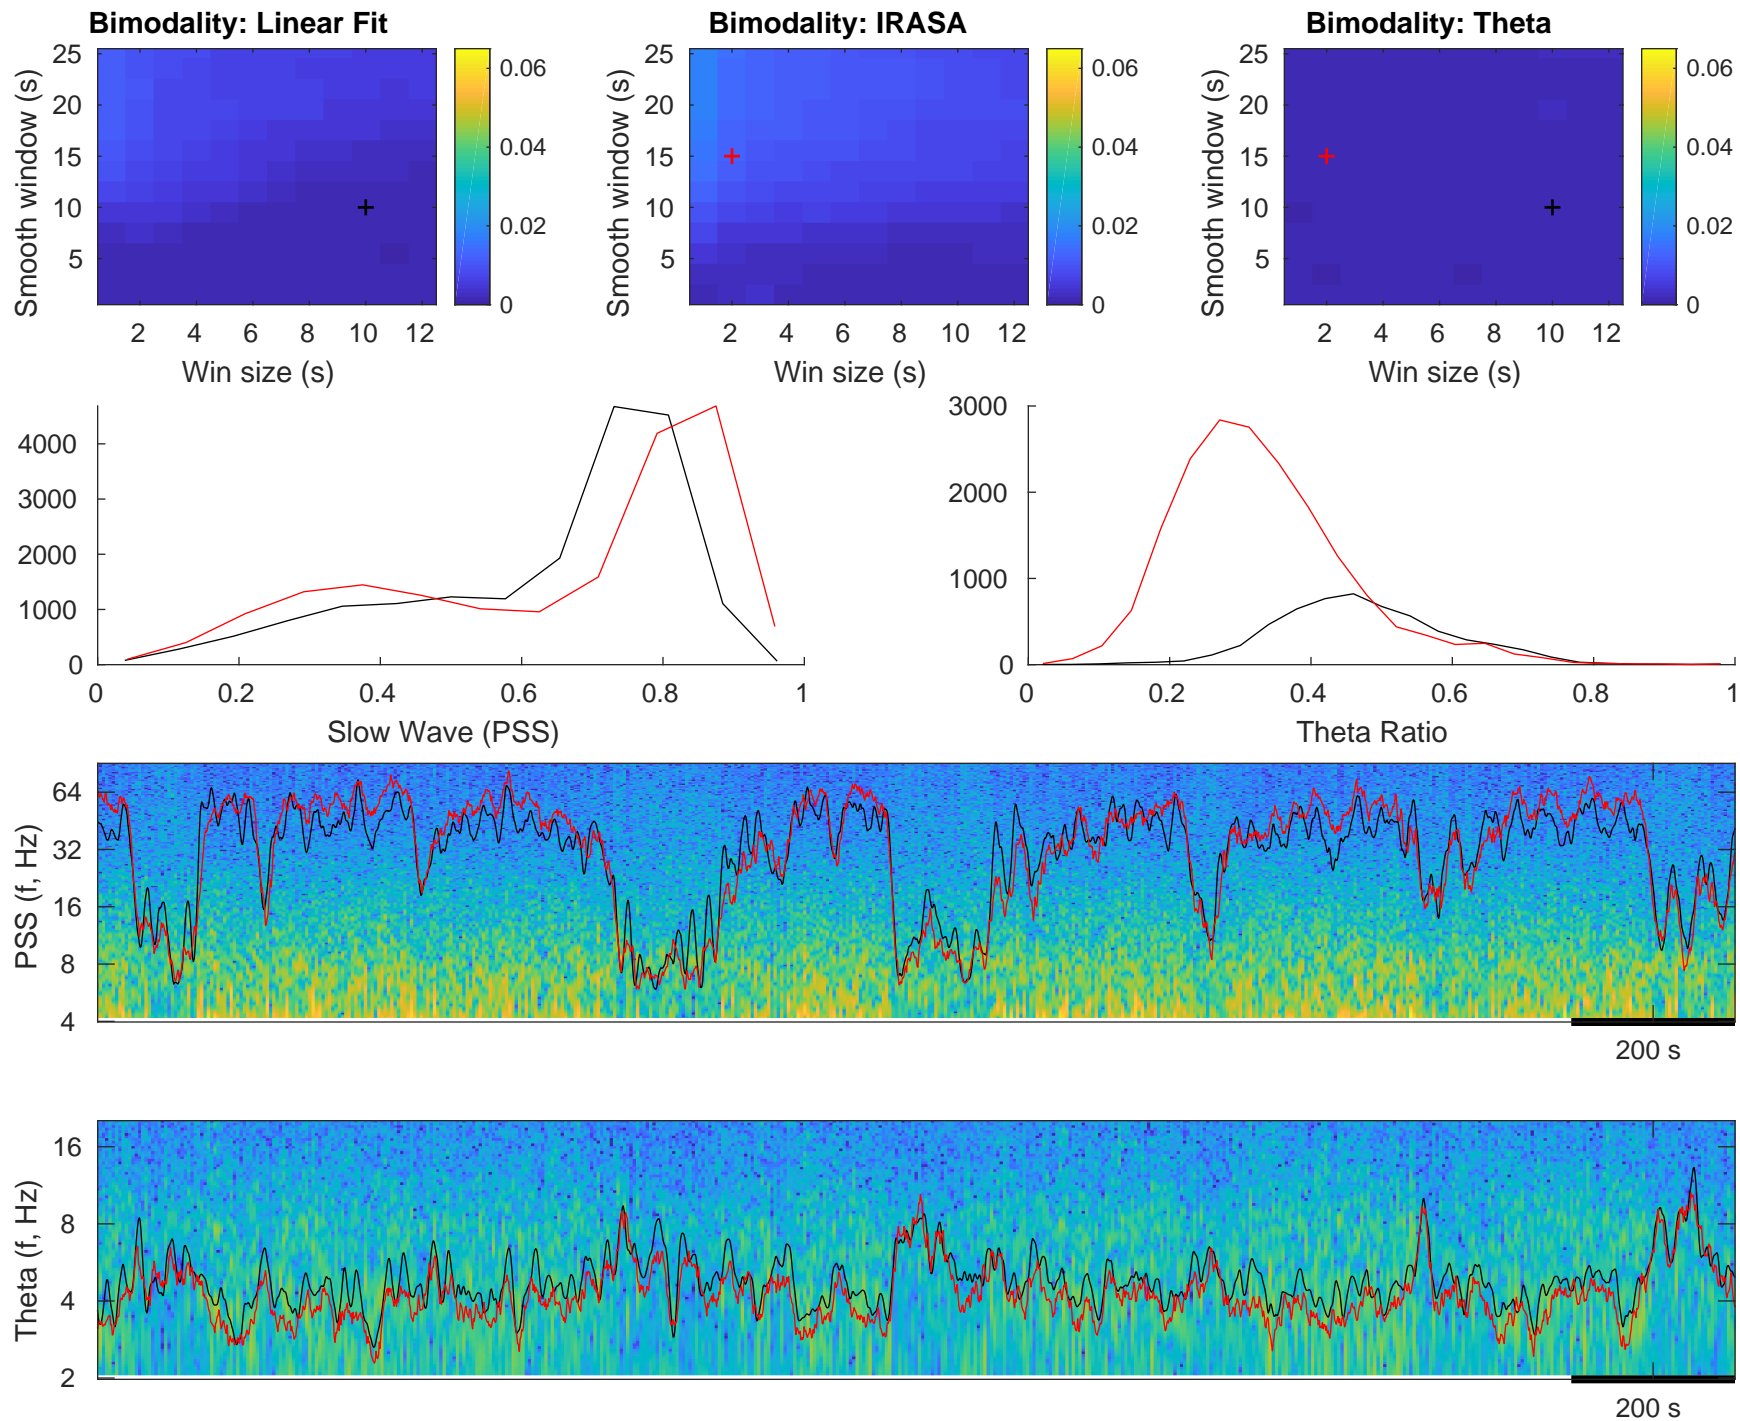 Bimodality: Linear Fit
Smooth window (s)
25
20
15
10
5
2 4 6 8 10 12
Win size (s)
0.06
0.04
0.02
0
Bimodality: IRASA
Smooth window (s)
25
20
15
10
5
2 4 6 8 10 12
Win size (s)
0.06
0.04
0.02
0
Bimodality: Theta
Smooth window (s)
25
20
15
10
5
2 4 6 8 10 12
Win size (s)
0.06
0.04
0.02
0
4000
3000
2000
1000
0
0 0.2 0.4 0.6 0.8 1
Slow Wave (PSS)
3000
2000
1000
0
0 0.2 0.4 0.6 0.8 1
Theta Ratio
PSS (f, Hz)
64
32
16
8
4
200 s
Theta (f, Hz)
16
8
4
2
200 s